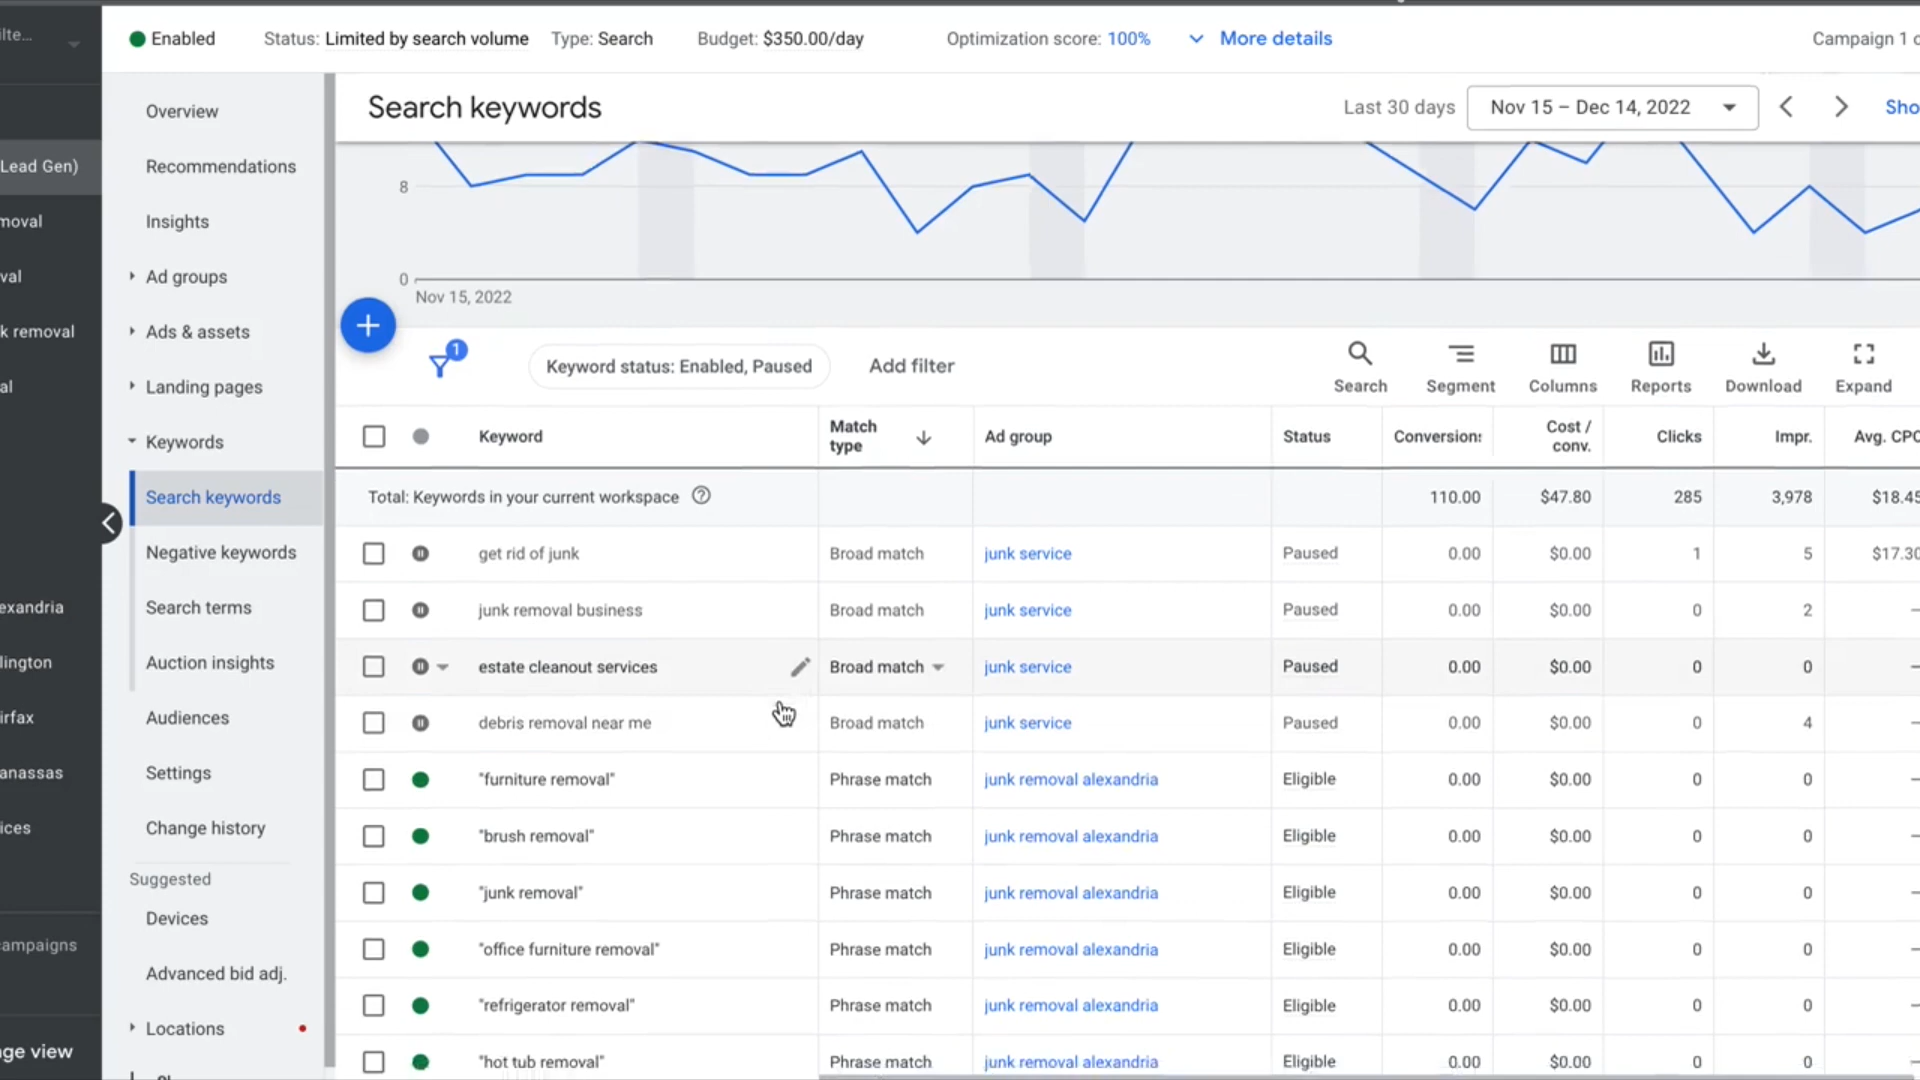 ilte...
Enabled Status: Limited by search volume Type: Search Budget: $350.00/day Optimization score: 100% More details Campaign 1
Lead Gen)
moval
val
k removal
al
exandria
lington
irfax
anassas
ices
campaigns
age view
Overview
Recommendations
Insights
Ad groups
Ads & assets
Landing pages
Keywords
Search keywords
Negative keywords
Search terms
Auction insights
Audiences
Settings
Change history
Suggested
Devices
Advanced bid adj.
Locations
Search keywords Last 30 days Nov 15 – Dec 14, 2022 Sho
8
0
Nov 15, 2022
1
Keyword status: Enabled, Paused Add filter Search Segment Columns Reports Download Expand
Keyword Match type Ad group Status Conversions Cost / conv. Clicks Impr. Avg. CPC
Total: Keywords in your current workspace 110.00 $47.80 285 3,978 $18.45
get rid of junk Broad match junk service Paused 0.00 $0.00 1 5 $17.30
junk removal business Broad match junk service Paused 0.00 $0.00 0 2 –
estate cleanout services Broad match junk service Paused 0.00 $0.00 0 0 –
debris removal near me Broad match junk service Paused 0.00 $0.00 0 4 –
"furniture removal" Phrase match junk removal alexandria Eligible 0.00 $0.00 0 0 –
"brush removal" Phrase match junk removal alexandria Eligible 0.00 $0.00 0 0 –
"junk removal" Phrase match junk removal alexandria Eligible 0.00 $0.00 0 0 –
"office furniture removal" Phrase match junk removal alexandria Eligible 0.00 $0.00 0 0 –
"refrigerator removal" Phrase match junk removal alexandria Eligible 0.00 $0.00 0 0 –
"hot tub removal" Phrase match junk removal alexandria Eligible 0.00 $0.00 0 0 –